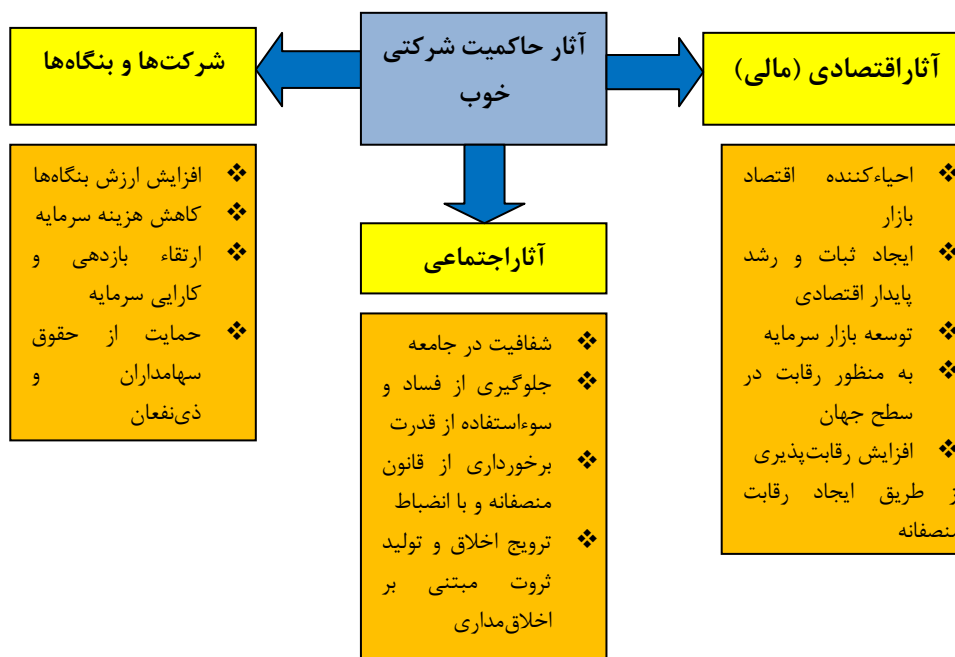 آثار حاکمیت شرکتی
خوب
آثاراقتصادی (مالی)
❖ احیاءکننده اقتصاد
بازار
❖ ایجاد ثبات و رشد
پایدار اقتصادی
❖ توسعه بازار سرمایه
❖ به منظور رقابت در
سطح جهان
❖ افزایش رقابت‌پذیری
طریق ایجاد رقابت
آثاراجتماعی
❖ شفافیت در جامعه
❖ جلوگیری از فساد و
سوءاستفاده از قدرت
❖ برخورداری از قانون
منصفانه و با انضباط
❖ ترویج اخلاق و تولید
ثروت مبتنی بر
اخلاق‌مداری
شرکت‌ها و بنگاه‌ها
❖ افزایش ارزش بنگاه‌ها
❖ کاهش هزینه سرمایه
❖ ارتقاء بازدهی و
کارایی سرمایه
❖ حمایت از حقوق
سهامداران و
ذی‌نفعان